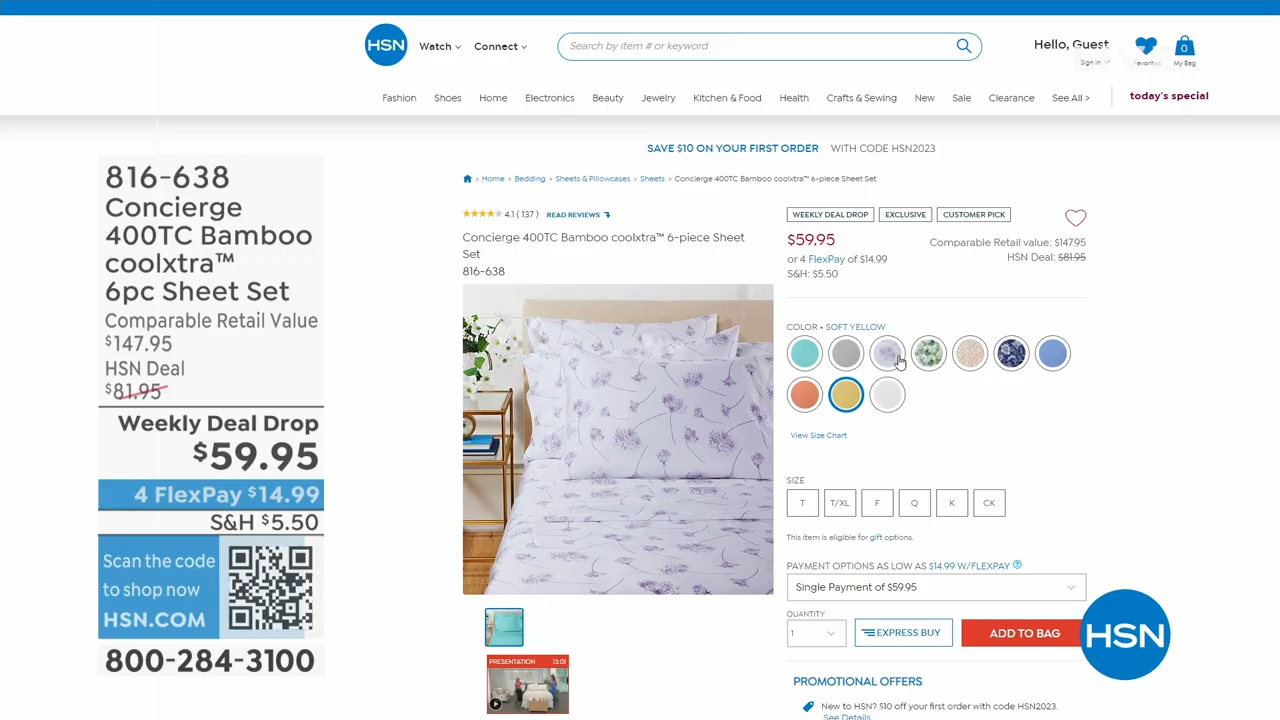 HSN
Watch
Connect
Search by item # or keyword
Hello, Guest
Sign In
Favorites
0
My Bag
Fashion
Shoes
Home
Electronics
Beauty
Jewelry
Kitchen & Food
Health
Crafts & Sewing
New
Sale
Clearance
See All >
today's special
SAVE $10 ON YOUR FIRST ORDER WITH CODE HSN2023
Home > Bedding > Sheets & Pillowcases > Sheets > Concierge 400TC Bamboo coolxtra™ 6-piece Sheet Set
816-638
Concierge
400TC Bamboo
coolxtra™
6pc Sheet Set
Comparable Retail Value
$147.95
HSN Deal
$81.95
Weekly Deal Drop
$59.95
4 FlexPay $14.99
S&H $5.50
Scan the code
to shop now
HSN.COM
800-284-3100
4.1 ( 137 ) READ REVIEWS
Concierge 400TC Bamboo coolxtra™ 6-piece Sheet
Set
816-638
PRESENTATION 13:01
WEEKLY DEAL DROP
EXCLUSIVE
CUSTOMER PICK
$59.95
Comparable Retail value: $147.95
or 4 FlexPay of $14.99
HSN Deal: $81.95
S&H: $5.50
COLOR • SOFT YELLOW
View Size Chart
SIZE
T
T/XL
F
Q
K
CK
This item is eligible for gift options.
PAYMENT OPTIONS AS LOW AS $14.99 W/FLEXPAY
Single Payment of $59.95
QUANTITY
1
EXPRESS BUY
ADD TO BAG
HSN
PROMOTIONAL OFFERS
New to HSN? $10 off your first order with code HSN2023.
See Details